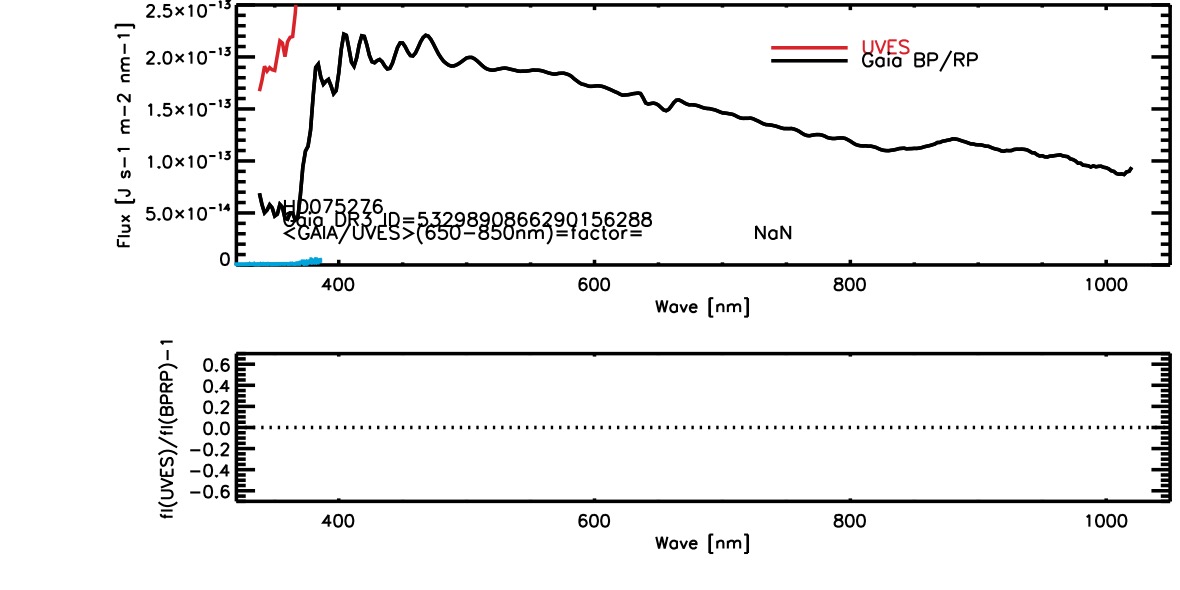 2.5×10−13
2.0×10−13
1.5×10−13
1.0×10−13
5.0×10−14
0
Flux [J s−1 m−2 nm−1]
UVES
Gaia BP/RP
HD075276
Gaia DR3 ID=5329890866290156288
<GAIA/UVES>(650−850nm)=factor= NaN
400 600 800 1000
Wave [nm]
fl(UVES)/fl(BPRP)−1
0.6
0.4
0.2
0.0
−0.2
−0.4
−0.6
400 600 800 1000
Wave [nm]